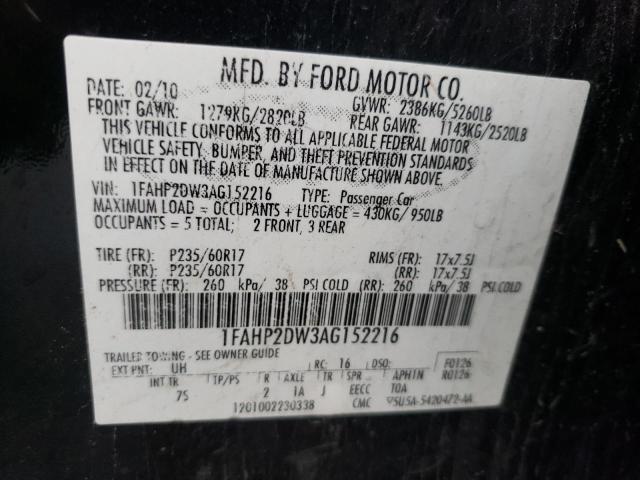 MFD. BY FORD MOTOR CO.
DATE: 02/10 GVWR: 2386KG/5260LB
FRONT GAWR: 1279KG/2820LB REAR GAWR: 1143KG/2520LB
THIS VEHICLE CONFORMS TO ALL APPLICABLE FEDERAL MOTOR
VEHICLE SAFETY, BUMPER, AND THEFT PREVENTION STANDARDS
IN EFFECT ON THE DATE OF MANUFACTURE SHOWN ABOVE.
VIN: 1FAHP2DW3AG152216 TYPE: Passenger Car
MAXIMUM LOAD = OCCUPANTS + LUGGAGE = 430KG/ 950LB
OCCUPANTS = 5 TOTAL; 2 FRONT, 3 REAR
TIRE (FR): P235/60R17 RIMS (FR): 17x7.5J
(RR): P235/60R17 (RR): 17x7.5J
PRESSURE (FR): 260 kPa/ 38 PSI COLD (RR): 260 kPa/ 38 PSI COLD
1FAHP2DW3AG152216
TRAILER TOWING - SEE OWNER GUIDE F0126
EXT PNT: UH RC: 16 DSO: R0126
INT TR TP/PS R AXLE TR SPR APHTN
75 2 1A J EECC TOA
1201002230338 CMC 5U5A-5420472-AA